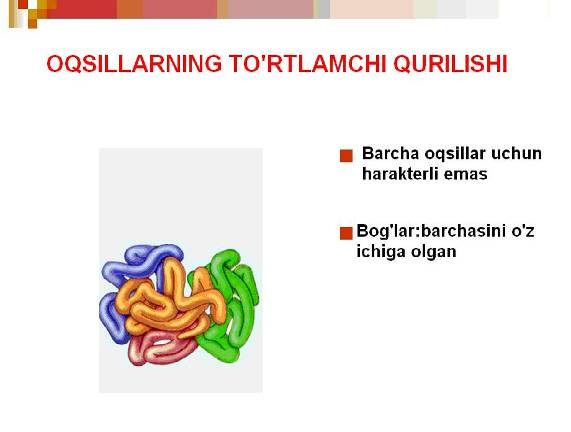 OQSILLARNING TO'RTLAMCHI QURILISHI
Barcha oqsillar uchun
harakterli emas
Bog'lar:barchasini o'z
ichiga olgan